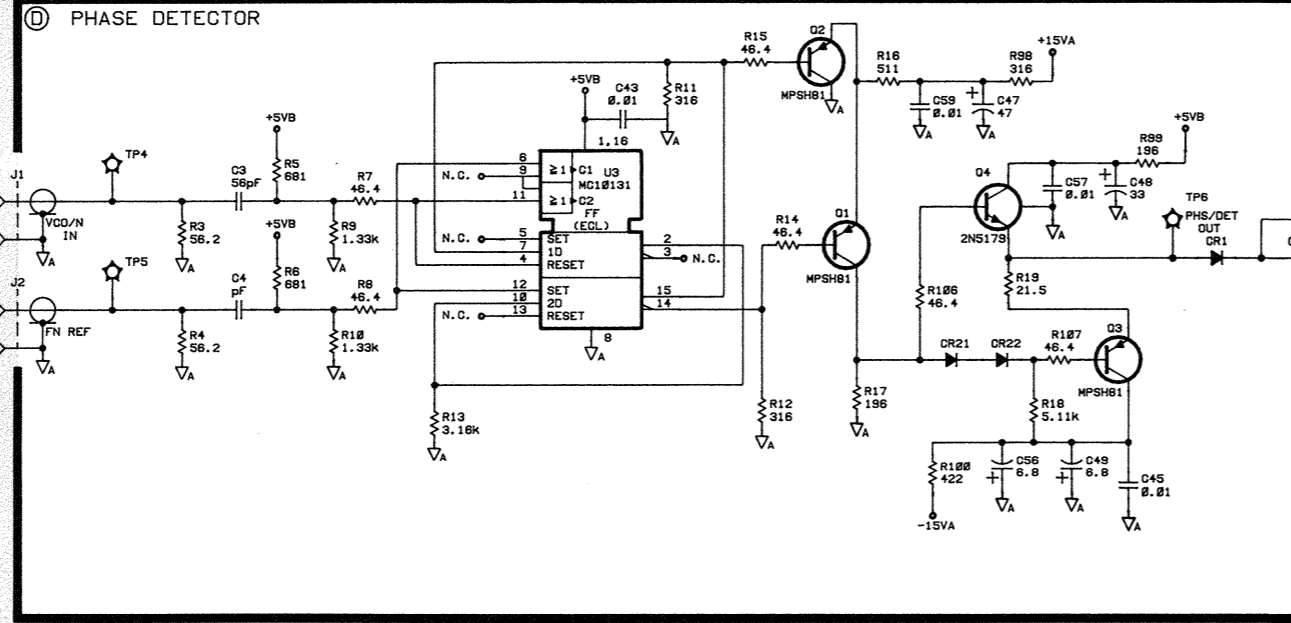 D PHASE DETECTOR
J1
VCO/N
IN
A
TP4
R3
56.2
A
C3
56pF
+5VB
R5
681
R9
1.33k
A
R7
46.4
J2
FN REF
A
TP5
R4
56.2
A
C4
pF
+5VB
R6
681
R10
1.33k
A
R8
46.4
+5VB
C43
0.01
R11
316
A
1,16
6
N.C. 9
11
≥1 C1
≥1 C2
U3
MC10131
FF
(ECL)
N.C. 5 SET
7 1D
4 RESET
12 SET
10 2D
N.C. 13 RESET
2
3 N.C.
15
14
8
A
R13
3.16k
A
R15
46.4
Q2
MPSH81
A
R14
46.4
Q1
MPSH81
R12
316
A
R17
196
A
R16
511
C59
0.01
A
+
C47
47
A
R98
316
+15VA
Q4
2N5179
C57
0.01
A
+
C48
33
A
R99
196
+5VB
TP6
PHS/DET
OUT
CR1
C
R106
46.4
R19
21.5
CR21
CR22
R107
46.4
Q3
MPSH81
R18
5.11k
R100
422
-15VA
C56
6.8
+
A
C49
6.8
+
A
C45
0.01
A